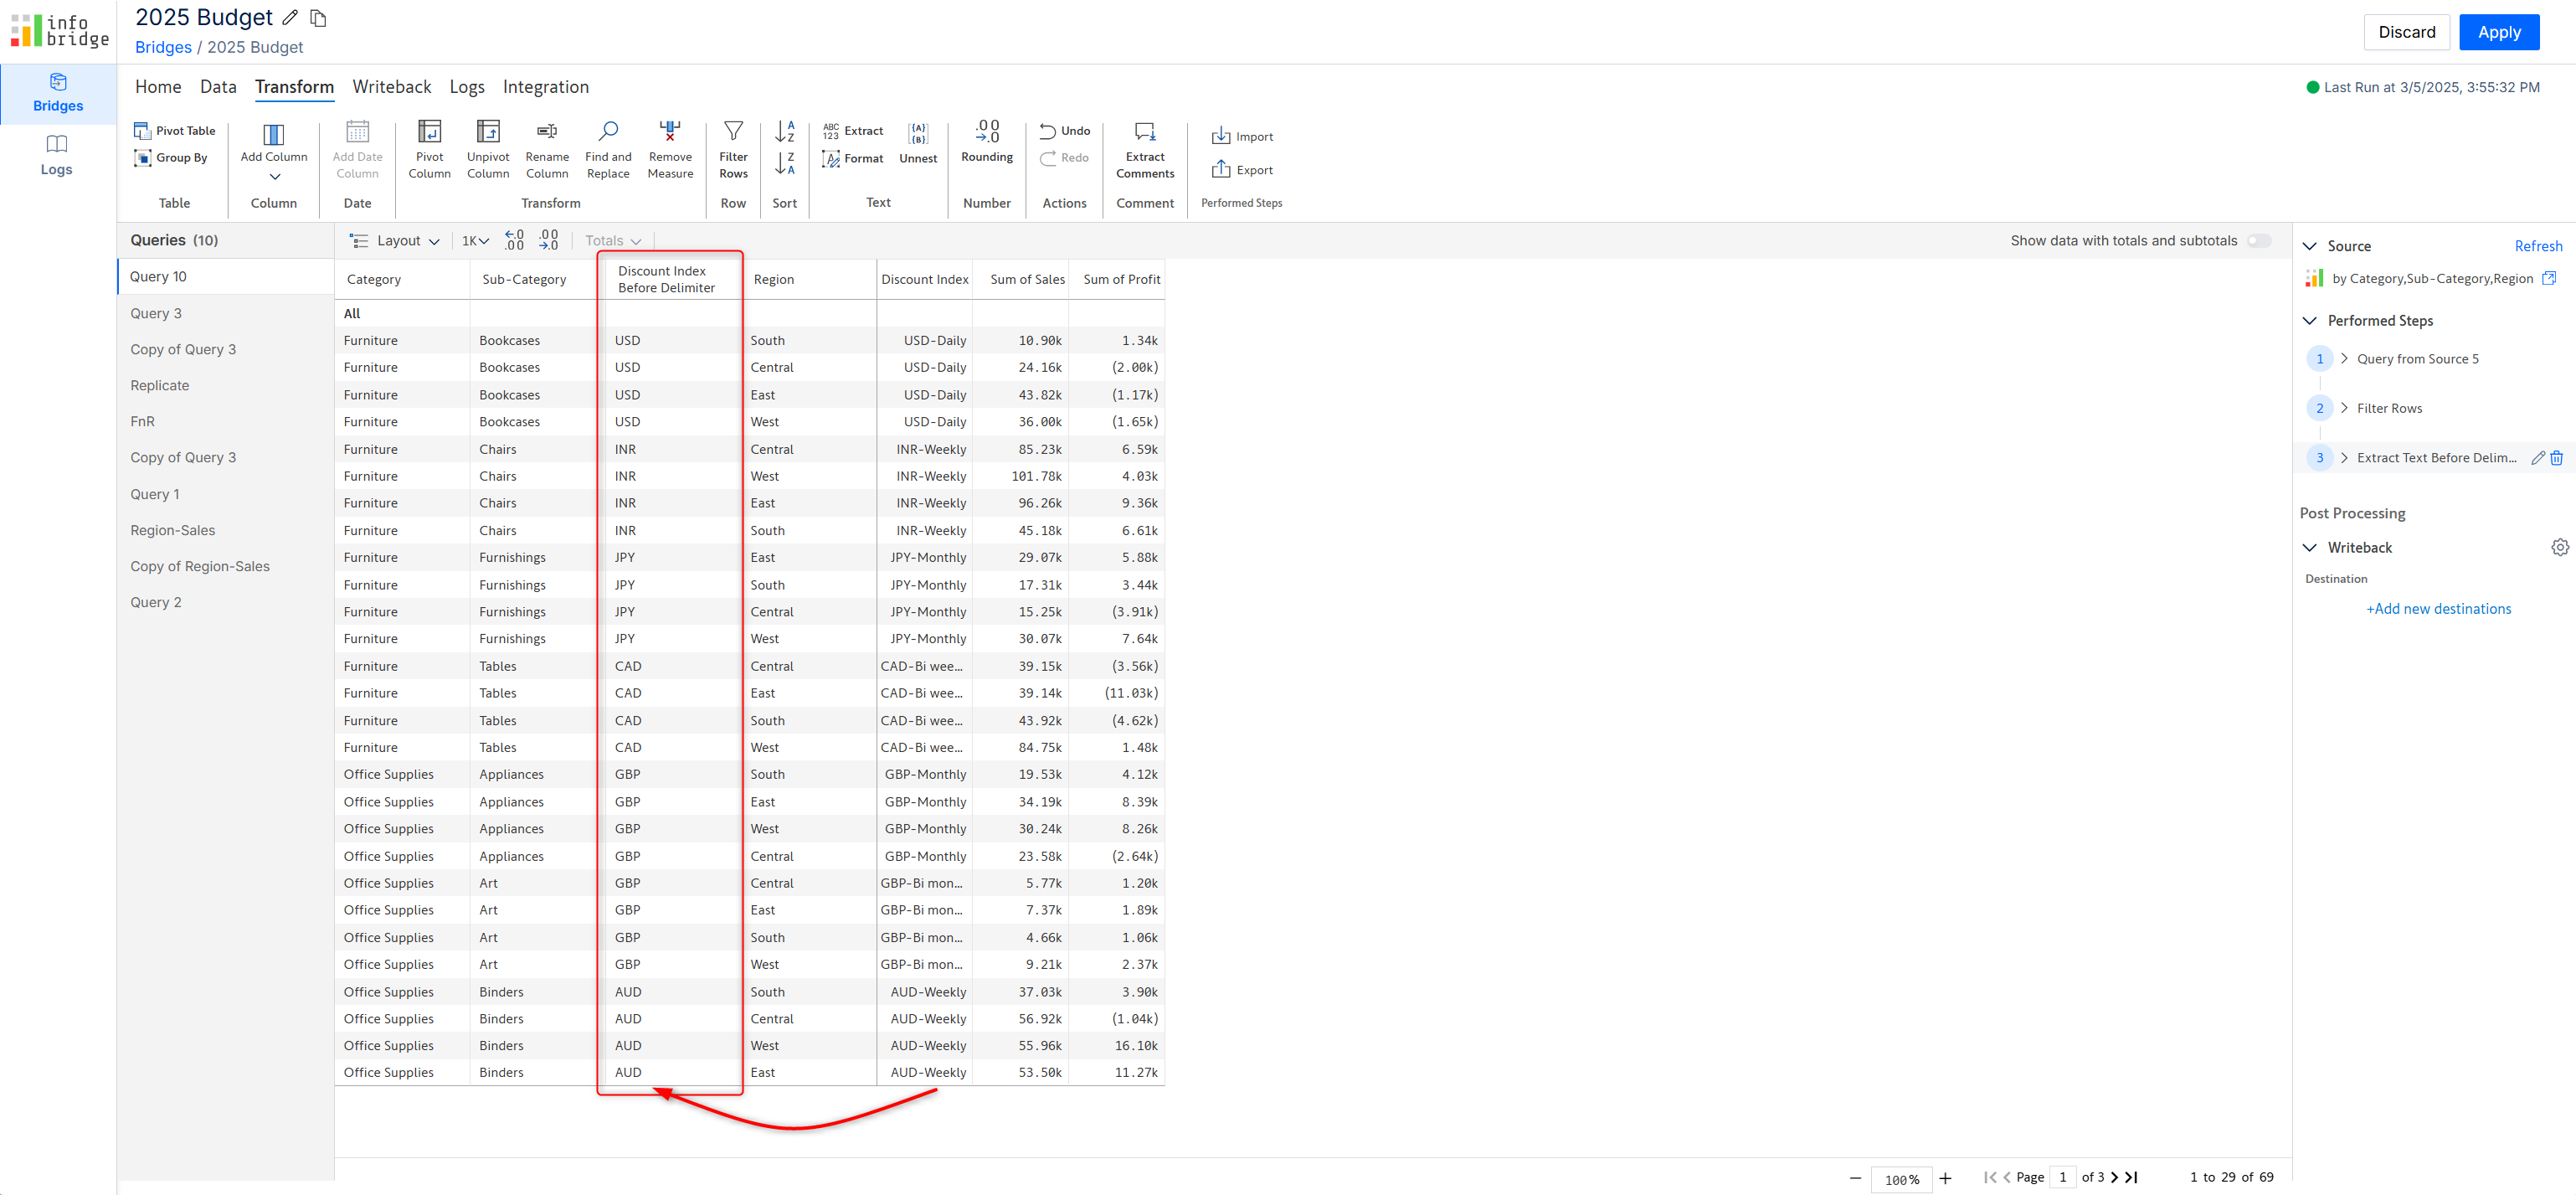 info
bridge
2025 Budget
Bridges / 2025 Budget
Discard
Apply
Bridges
Logs
Home Data Transform Writeback Logs Integration
Last Run at 3/5/2025, 3:55:32 PM
Pivot Table
Group By
Table
Add Column
Column
Add Date Column
Date
Pivot Column
Unpivot Column
Rename Column
Find and Replace
Remove Measure
Transform
Filter Rows
Row
A Z
Z A
Sort
ABC 123 Extract
Format
{A} {B} Unnest
Text
.00 →.0
Rounding
Number
Undo
Redo
Actions
Extract Comments
Comment
Import
Export
Performed Steps
Queries (10)
Query 10
Query 3
Copy of Query 3
Replicate
FnR
Copy of Query 3
Query 1
Region-Sales
Copy of Region-Sales
Query 2
Layout 1K ←.0 .00 .00 →.0 Totals
Show data with totals and subtotals
Category Sub-Category Discount Index Before Delimiter Region Discount Index Sum of Sales Sum of Profit
All
Furniture Bookcases USD South USD-Daily 10.90k 1.34k
Furniture Bookcases USD Central USD-Daily 24.16k (2.00k)
Furniture Bookcases USD East USD-Daily 43.82k (1.17k)
Furniture Bookcases USD West USD-Daily 36.00k (1.65k)
Furniture Chairs INR Central INR-Weekly 85.23k 6.59k
Furniture Chairs INR West INR-Weekly 101.78k 4.03k
Furniture Chairs INR East INR-Weekly 96.26k 9.36k
Furniture Chairs INR South INR-Weekly 45.18k 6.61k
Furniture Furnishings JPY East JPY-Monthly 29.07k 5.88k
Furniture Furnishings JPY South JPY-Monthly 17.31k 3.44k
Furniture Furnishings JPY Central JPY-Monthly 15.25k (3.91k)
Furniture Furnishings JPY West JPY-Monthly 30.07k 7.64k
Furniture Tables CAD Central CAD-Bi wee... 39.15k (3.56k)
Furniture Tables CAD East CAD-Bi wee... 39.14k (11.03k)
Furniture Tables CAD South CAD-Bi wee... 43.92k (4.62k)
Furniture Tables CAD West CAD-Bi wee... 84.75k 1.48k
Office Supplies Appliances GBP South GBP-Monthly 19.53k 4.12k
Office Supplies Appliances GBP East GBP-Monthly 34.19k 8.39k
Office Supplies Appliances GBP West GBP-Monthly 30.24k 8.26k
Office Supplies Appliances GBP Central GBP-Monthly 23.58k (2.64k)
Office Supplies Art GBP Central GBP-Bi mon... 5.77k 1.20k
Office Supplies Art GBP East GBP-Bi mon... 7.37k 1.89k
Office Supplies Art GBP South GBP-Bi mon... 4.66k 1.06k
Office Supplies Art GBP West GBP-Bi mon... 9.21k 2.37k
Office Supplies Binders AUD South AUD-Weekly 37.03k 3.90k
Office Supplies Binders AUD Central AUD-Weekly 56.92k (1.04k)
Office Supplies Binders AUD West AUD-Weekly 55.96k 16.10k
Office Supplies Binders AUD East AUD-Weekly 53.50k 11.27k
Source Refresh
by Category,Sub-Category,Region
Performed Steps
1 Query from Source 5
2 Filter Rows
3 Extract Text Before Delim...
Post Processing
Writeback
Destination
+Add new destinations
100% Page 1 of 3 1 to 29 of 69